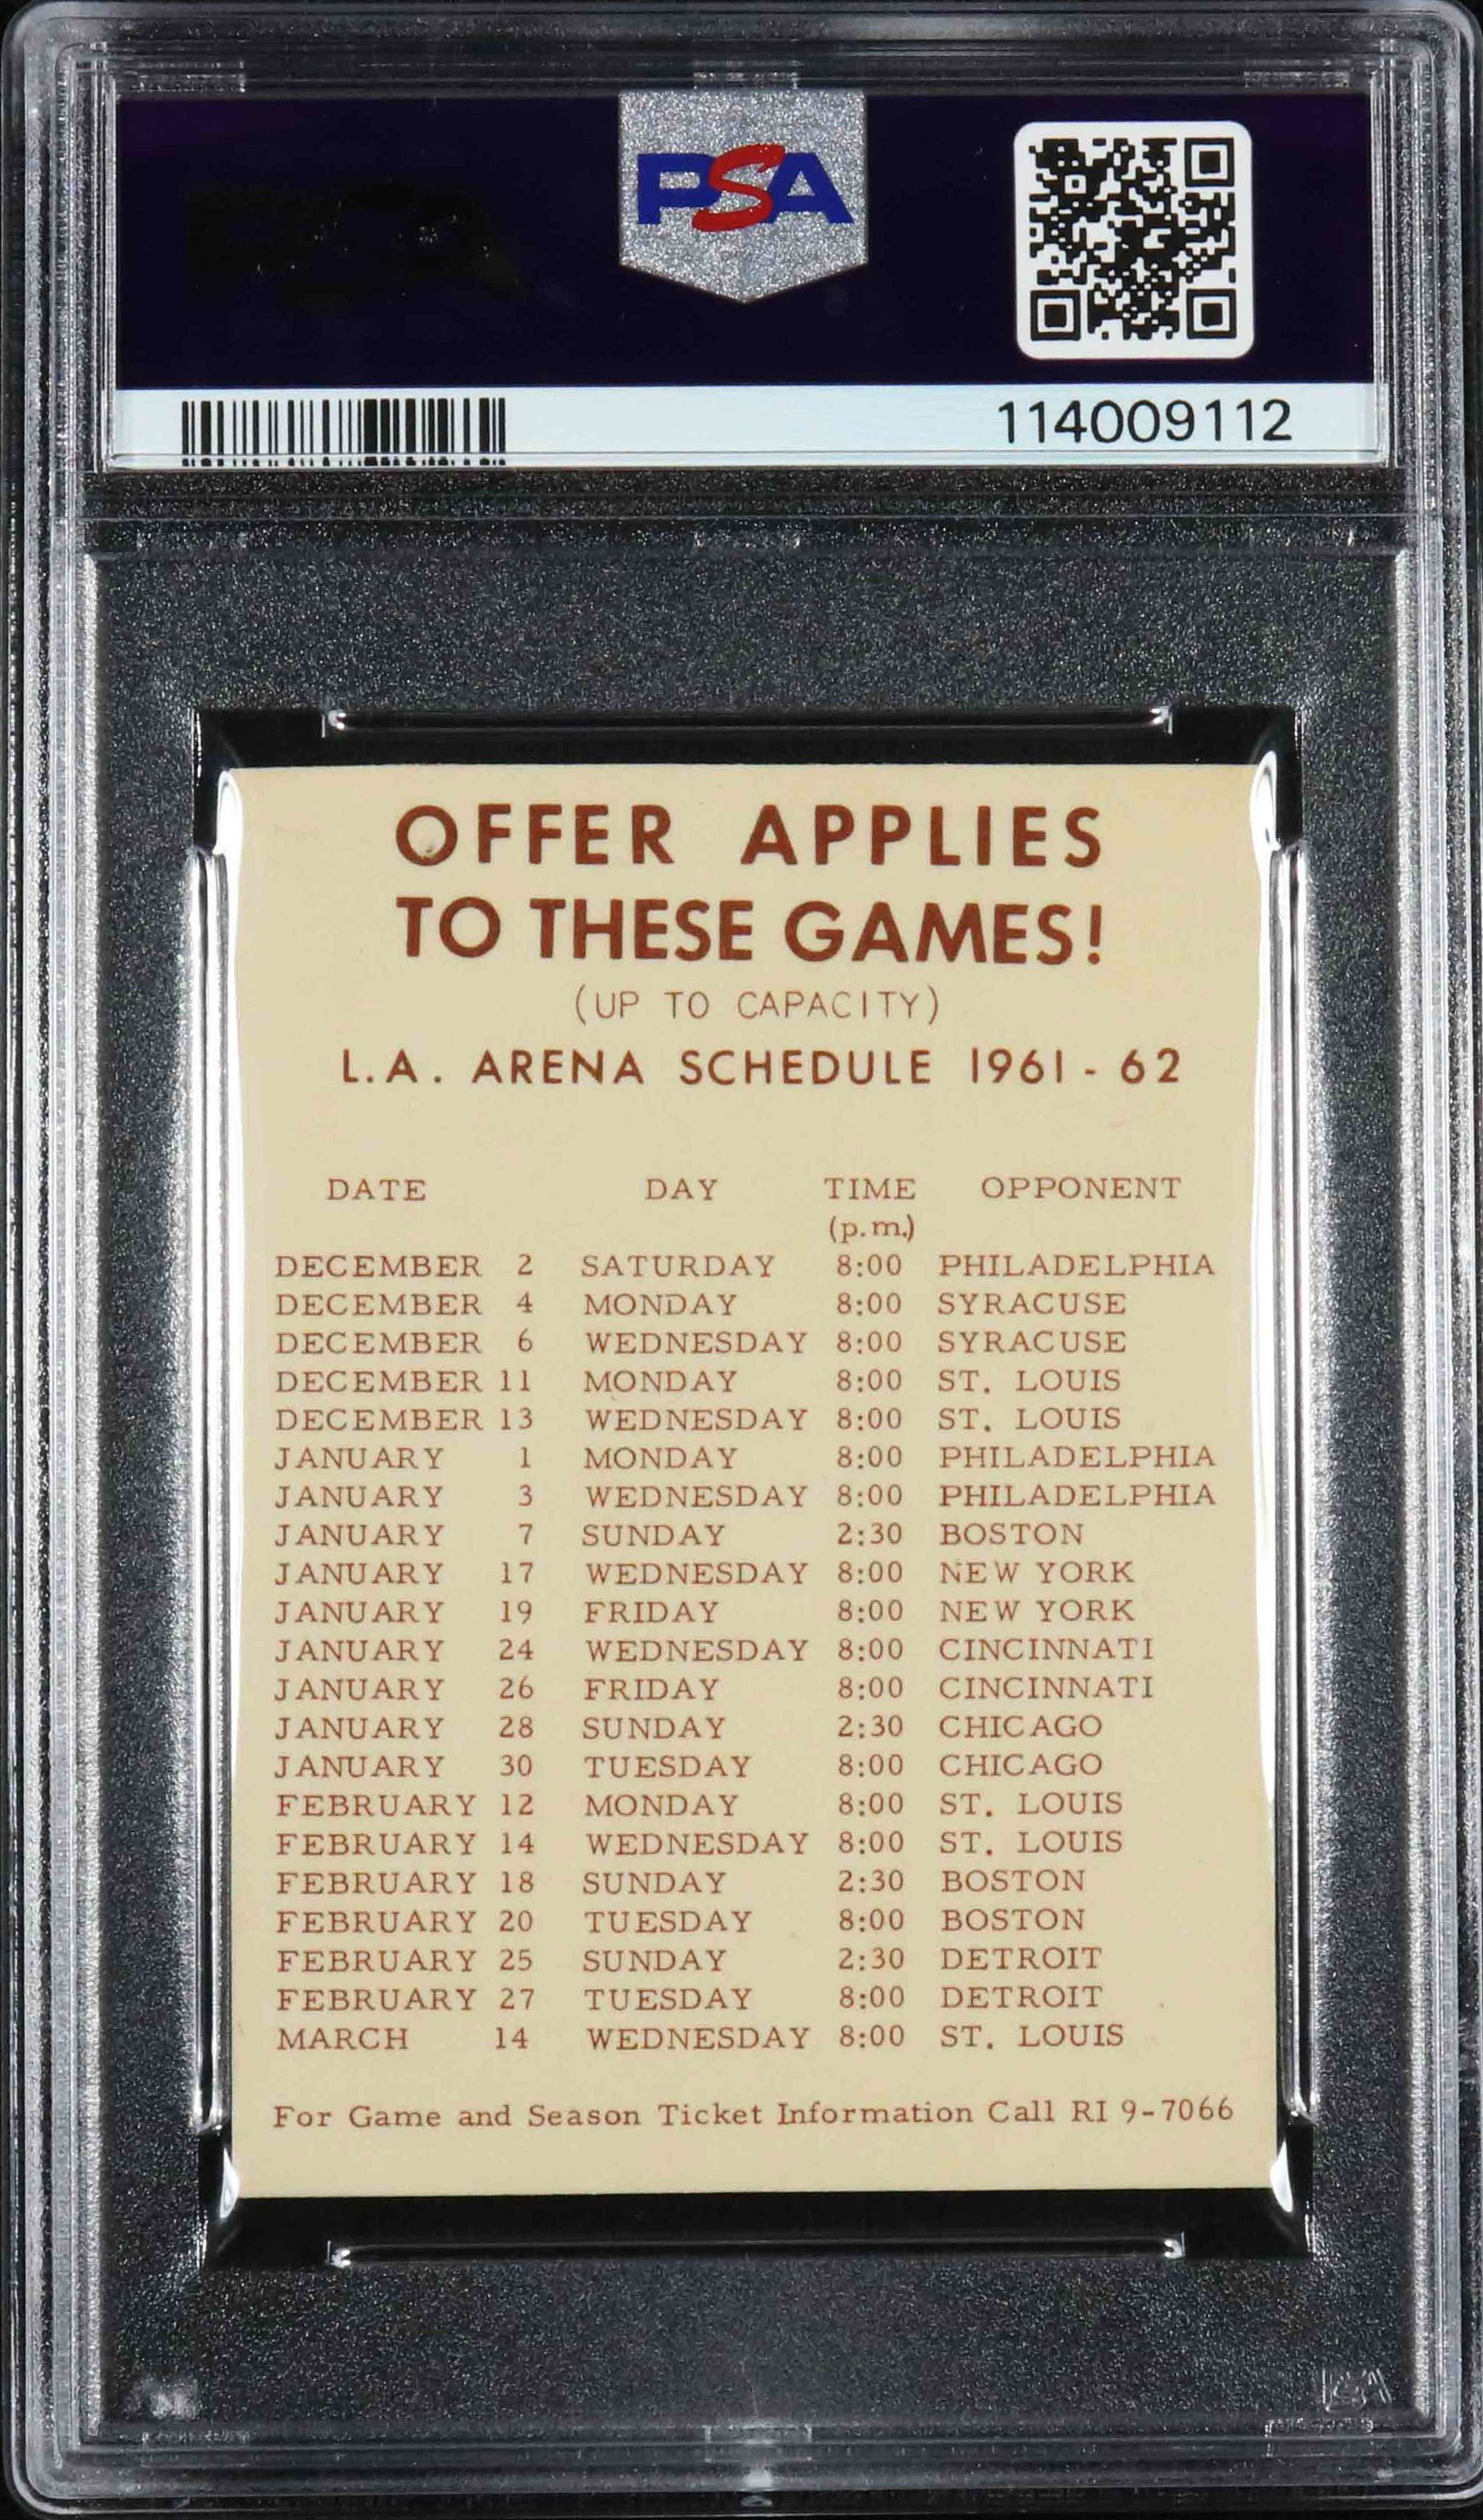 PSA
114009112
OFFER APPLIES
TO THESE GAMES!
(UP TO CAPACITY)
L.A. ARENA SCHEDULE 1961-62
DATE DAY TIME OPPONENT
(p.m.)
DECEMBER 2 SATURDAY 8:00 PHILADELPHIA
DECEMBER 4 MONDAY 8:00 SYRACUSE
DECEMBER 6 WEDNESDAY 8:00 SYRACUSE
DECEMBER 11 MONDAY 8:00 ST. LOUIS
DECEMBER 13 WEDNESDAY 8:00 ST. LOUIS
JANUARY 1 MONDAY 8:00 PHILADELPHIA
JANUARY 3 WEDNESDAY 8:00 PHILADELPHIA
JANUARY 7 SUNDAY 2:30 BOSTON
JANUARY 17 WEDNESDAY 8:00 NEW YORK
JANUARY 19 FRIDAY 8:00 NEW YORK
JANUARY 24 WEDNESDAY 8:00 CINCINNATI
JANUARY 26 FRIDAY 8:00 CINCINNATI
JANUARY 28 SUNDAY 2:30 CHICAGO
JANUARY 30 TUESDAY 8:00 CHICAGO
FEBRUARY 12 MONDAY 8:00 ST. LOUIS
FEBRUARY 14 WEDNESDAY 8:00 ST. LOUIS
FEBRUARY 18 SUNDAY 2:30 BOSTON
FEBRUARY 20 TUESDAY 8:00 BOSTON
FEBRUARY 25 SUNDAY 2:30 DETROIT
FEBRUARY 27 TUESDAY 8:00 DETROIT
MARCH 14 WEDNESDAY 8:00 ST. LOUIS
For Game and Season Ticket Information Call RI 9-7066